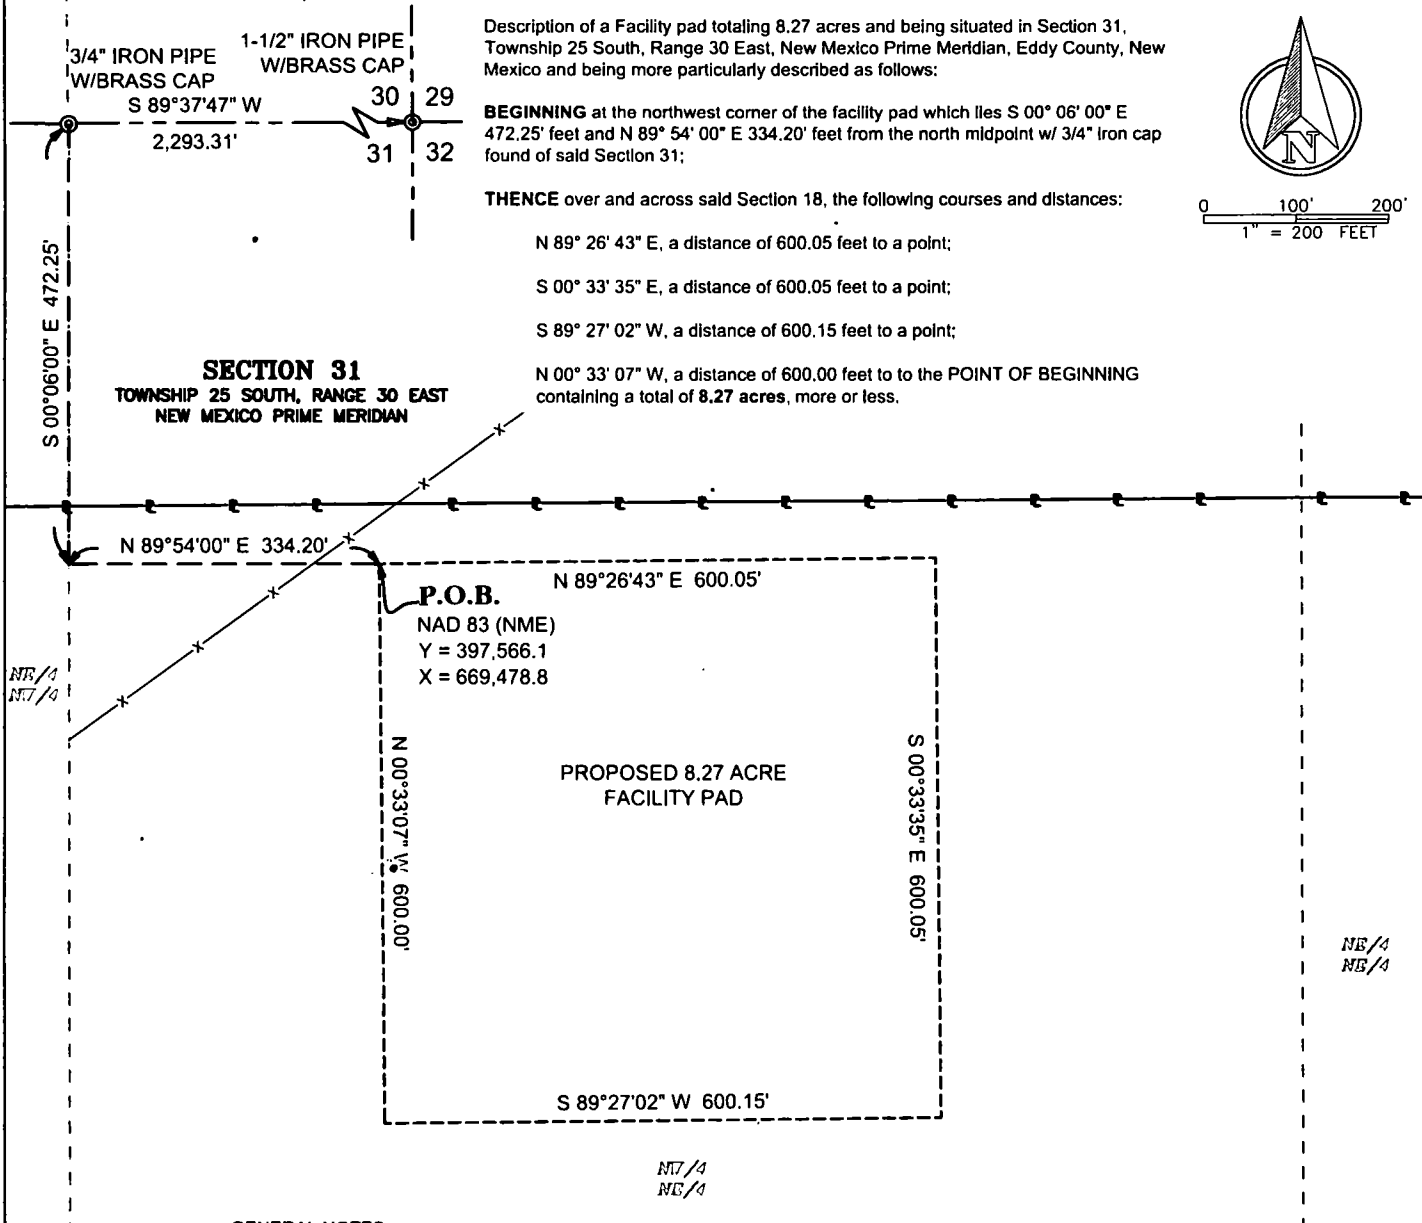 3/4" IRON PIPE
W/BRASS CAP
1-1/2" IRON PIPE
W/BRASS CAP
S 89°37'47" W
2,293.31'
30 29
31 32
Description of a Facility pad totaling 8.27 acres and being situated in Section 31,
Township 25 South, Range 30 East, New Mexico Prime Meridian, Eddy County, New
Mexico and being more particularly described as follows:
BEGINNING at the northwest corner of the facility pad which lies S 00° 06' 00" E
472.25' feet and N 89° 54' 00" E 334.20' feet from the north midpoint w/ 3/4" iron cap
found of said Section 31;
THENCE over and across said Section 18, the following courses and distances:
N 89° 26' 43" E, a distance of 600.05 feet to a point;
S 00° 33' 35" E, a distance of 600.05 feet to a point;
S 89° 27' 02" W, a distance of 600.15 feet to a point;
N 00° 33' 07" W, a distance of 600.00 feet to to the POINT OF BEGINNING
containing a total of 8.27 acres, more or less.
N
0 100' 200'
1" = 200 FEET
S 00°06'00" E 472.25'
SECTION 31
TOWNSHIP 25 SOUTH, RANGE 30 EAST
NEW MEXICO PRIME MERIDIAN
N 89°54'00" E 334.20'
N 89°26'43" E 600.05'
P.O.B.
NAD 83 (NME)
Y = 397,566.1
X = 669,478.8
NE/4
NW/4
N 00°33'07" W 600.00'
PROPOSED 8.27 ACRE
FACILITY PAD
S 00°33'35" E 600.05'
NE/4
NE/4
S 89°27'02" W 600.15'
NW/4
NE/4